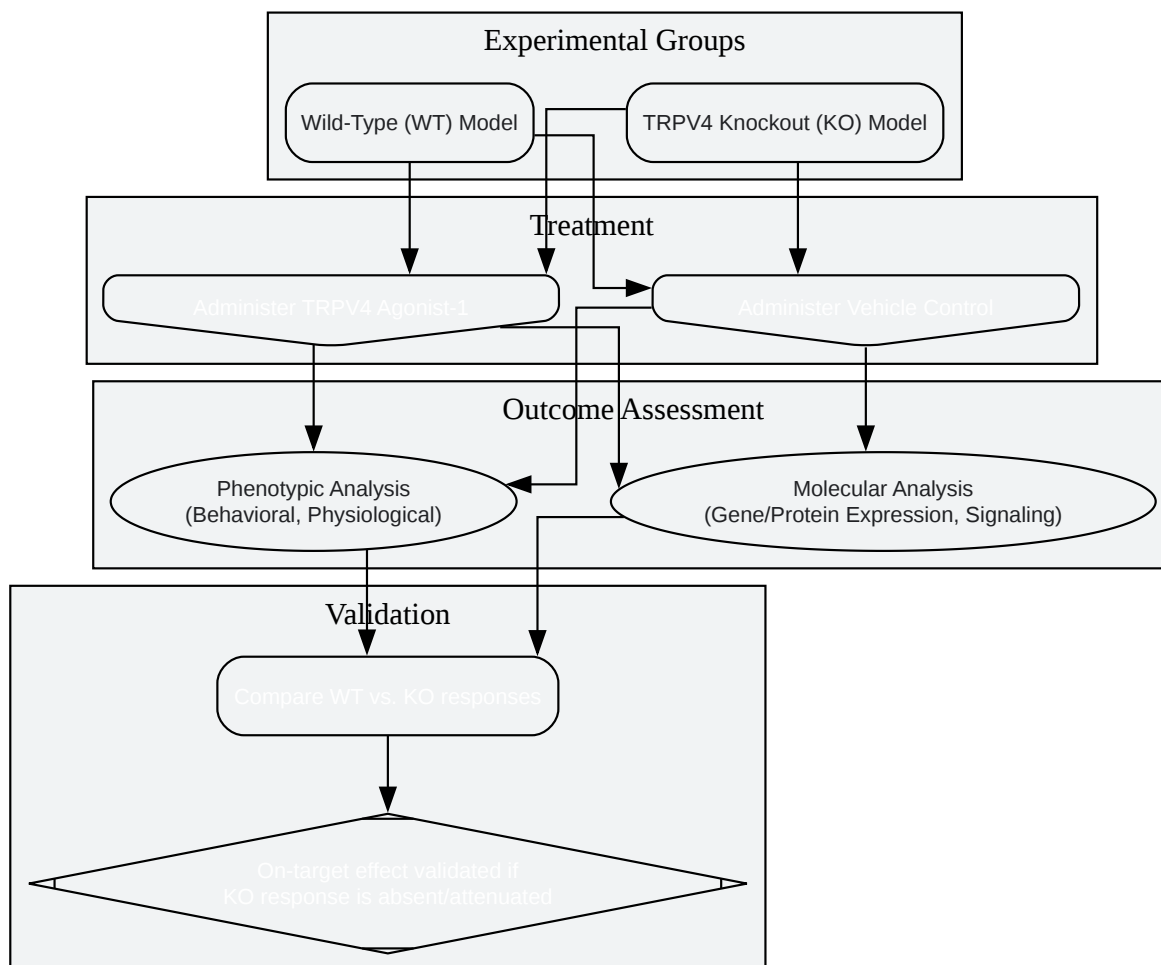 Experimental Groups
Wild-Type (WT) Model
TRPV4 Knockout (KO) Model
Treatment
Administer TRPV4 Agonist-1
Administer Vehicle Control
Outcome Assessment
Phenotypic Analysis
(Behavioral, Physiological)
Molecular Analysis
(Gene/Protein Expression, Signaling)
Validation
Compare WT vs. KO responses
On-target effect validated if
KO response is absent/attenuated